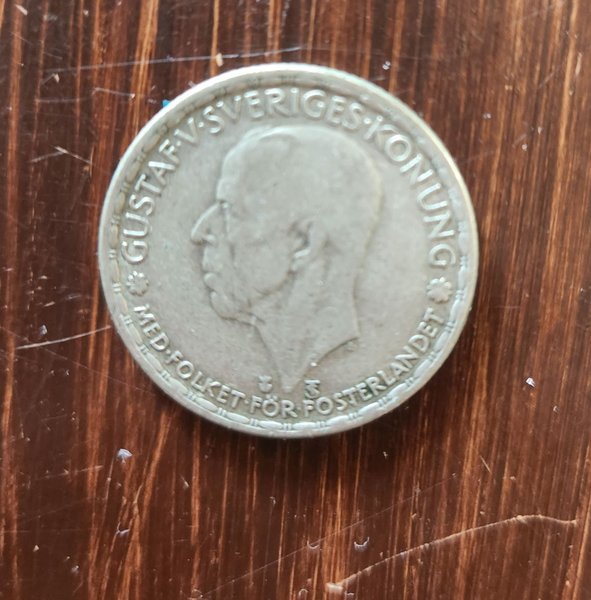 GUSTAF·V·SVERIGES·KONUNG
MED·FOLKET·FÖR·FOSTERLANDET